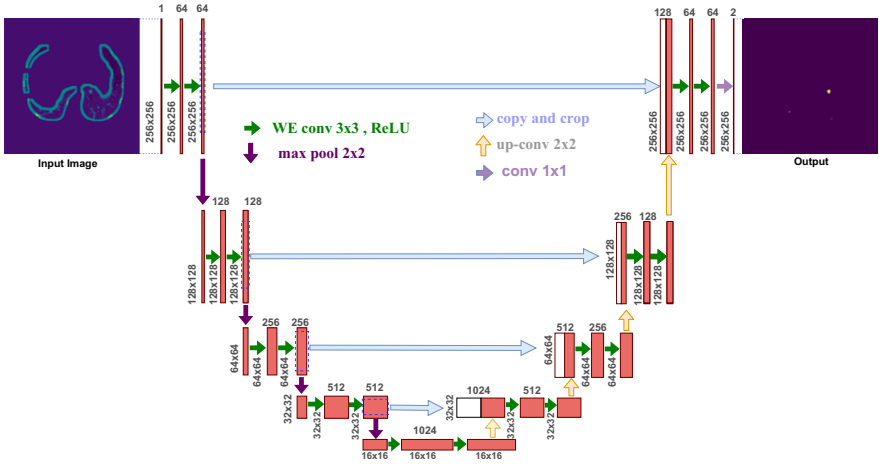 1 64 64
128
64 64 2
256x256
256x256
256x256
256x256
256x256
256x256
256x256
WE conv 3x3 , ReLU
max pool 2x2
copy and crop
up-conv 2x2
conv 1x1
Input Image
Output
128 128
256 128
128x128
128x128
128x128
128x128
128x128
128x128
256 256
512 256
64x64
64x64
64x64
64x64
64x64
64x64
512 512
1024 512
32x32
32x32
32x32
32x32
32x32
32x32
1024
16x16 16x16 16x16